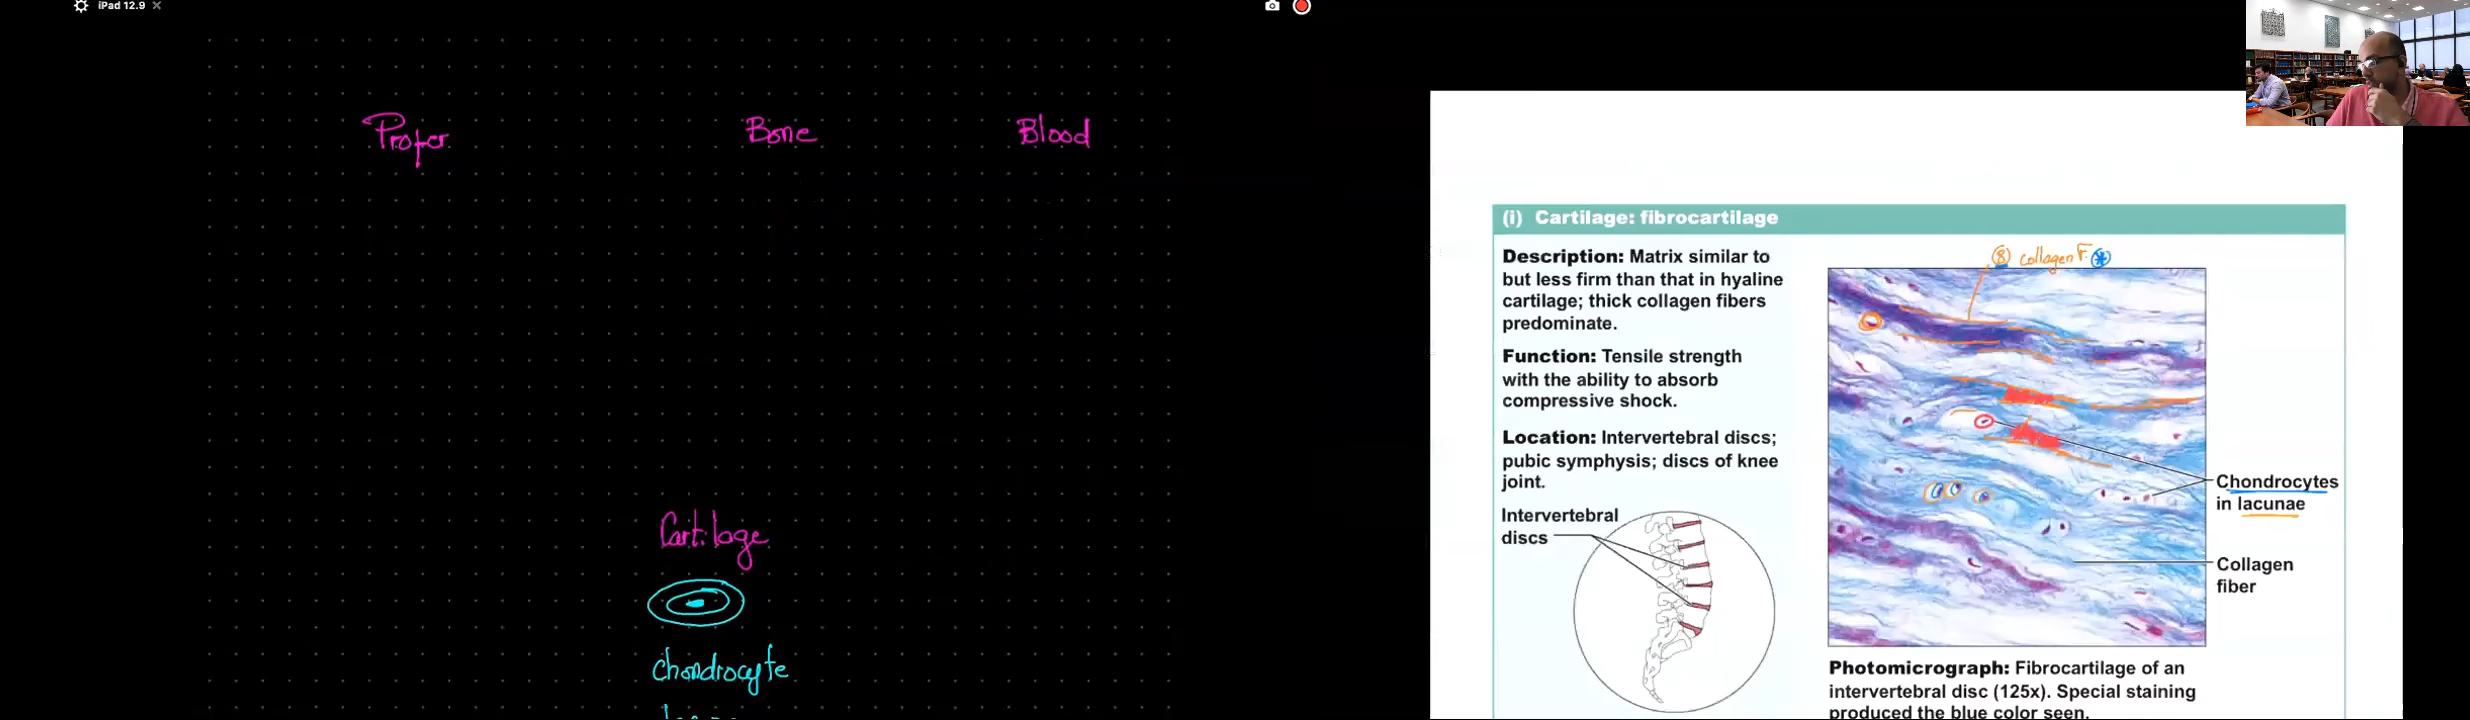 iPad 12.9
Proper
Bone
Blood
Cartilage
chondrocyte
(i) Cartilage: fibrocartilage
Description: Matrix similar to
but less firm than that in hyaline
cartilage; thick collagen fibers
predominate.
Function: Tensile strength
with the ability to absorb
compressive shock.
Location: Intervertebral discs;
pubic symphysis; discs of knee
joint.
Intervertebral
discs
8 collagen F.
Chondrocytes
in lacunae
Collagen
fiber
Photomicrograph: Fibrocartilage of an
intervertebral disc (125x). Special staining
produced the blue color seen.